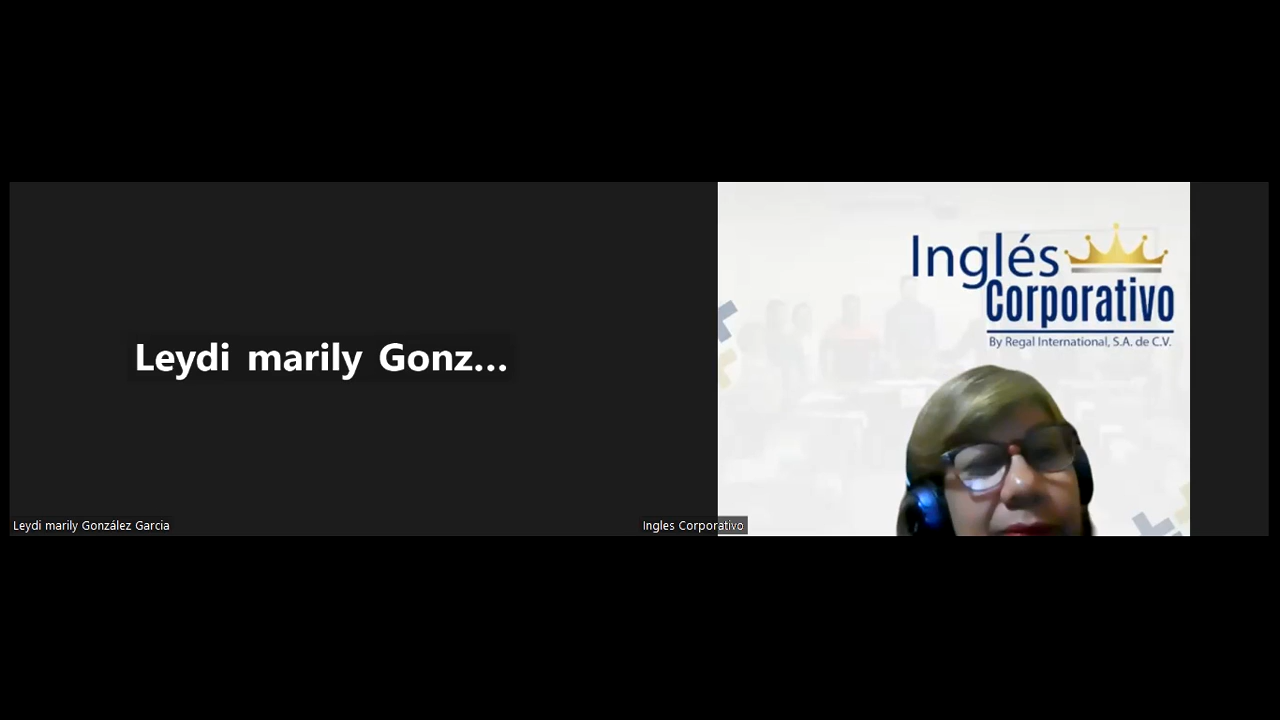 Leydi marily Gonz...
Leydi marily González Garcia
Inglés
Corporativo
By Regal International, S.A. de C.V.
Ingles Corporativo